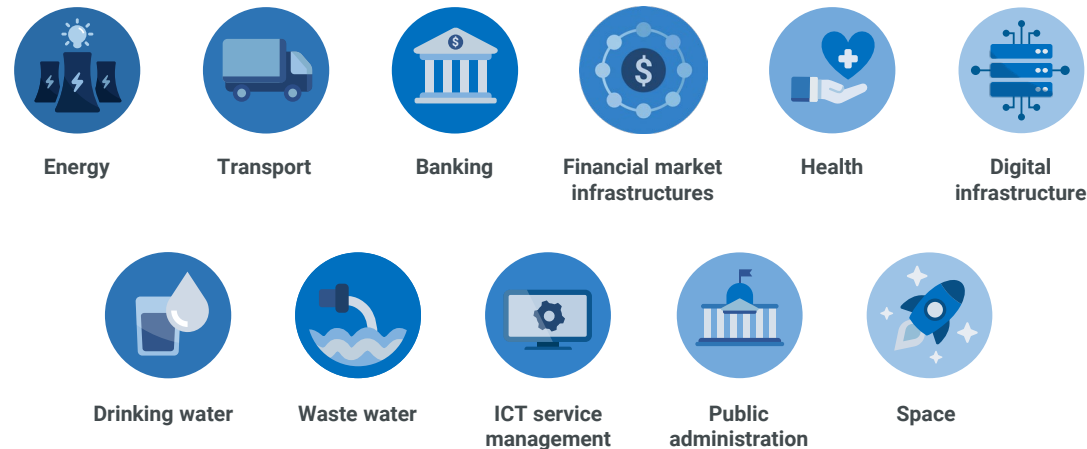 $
$
Energy
Transport
Banking
Financial market
infrastructures
Health
Digital
infrastructure
Drinking water
Waste water
ICT service
management
Public
administration
Space